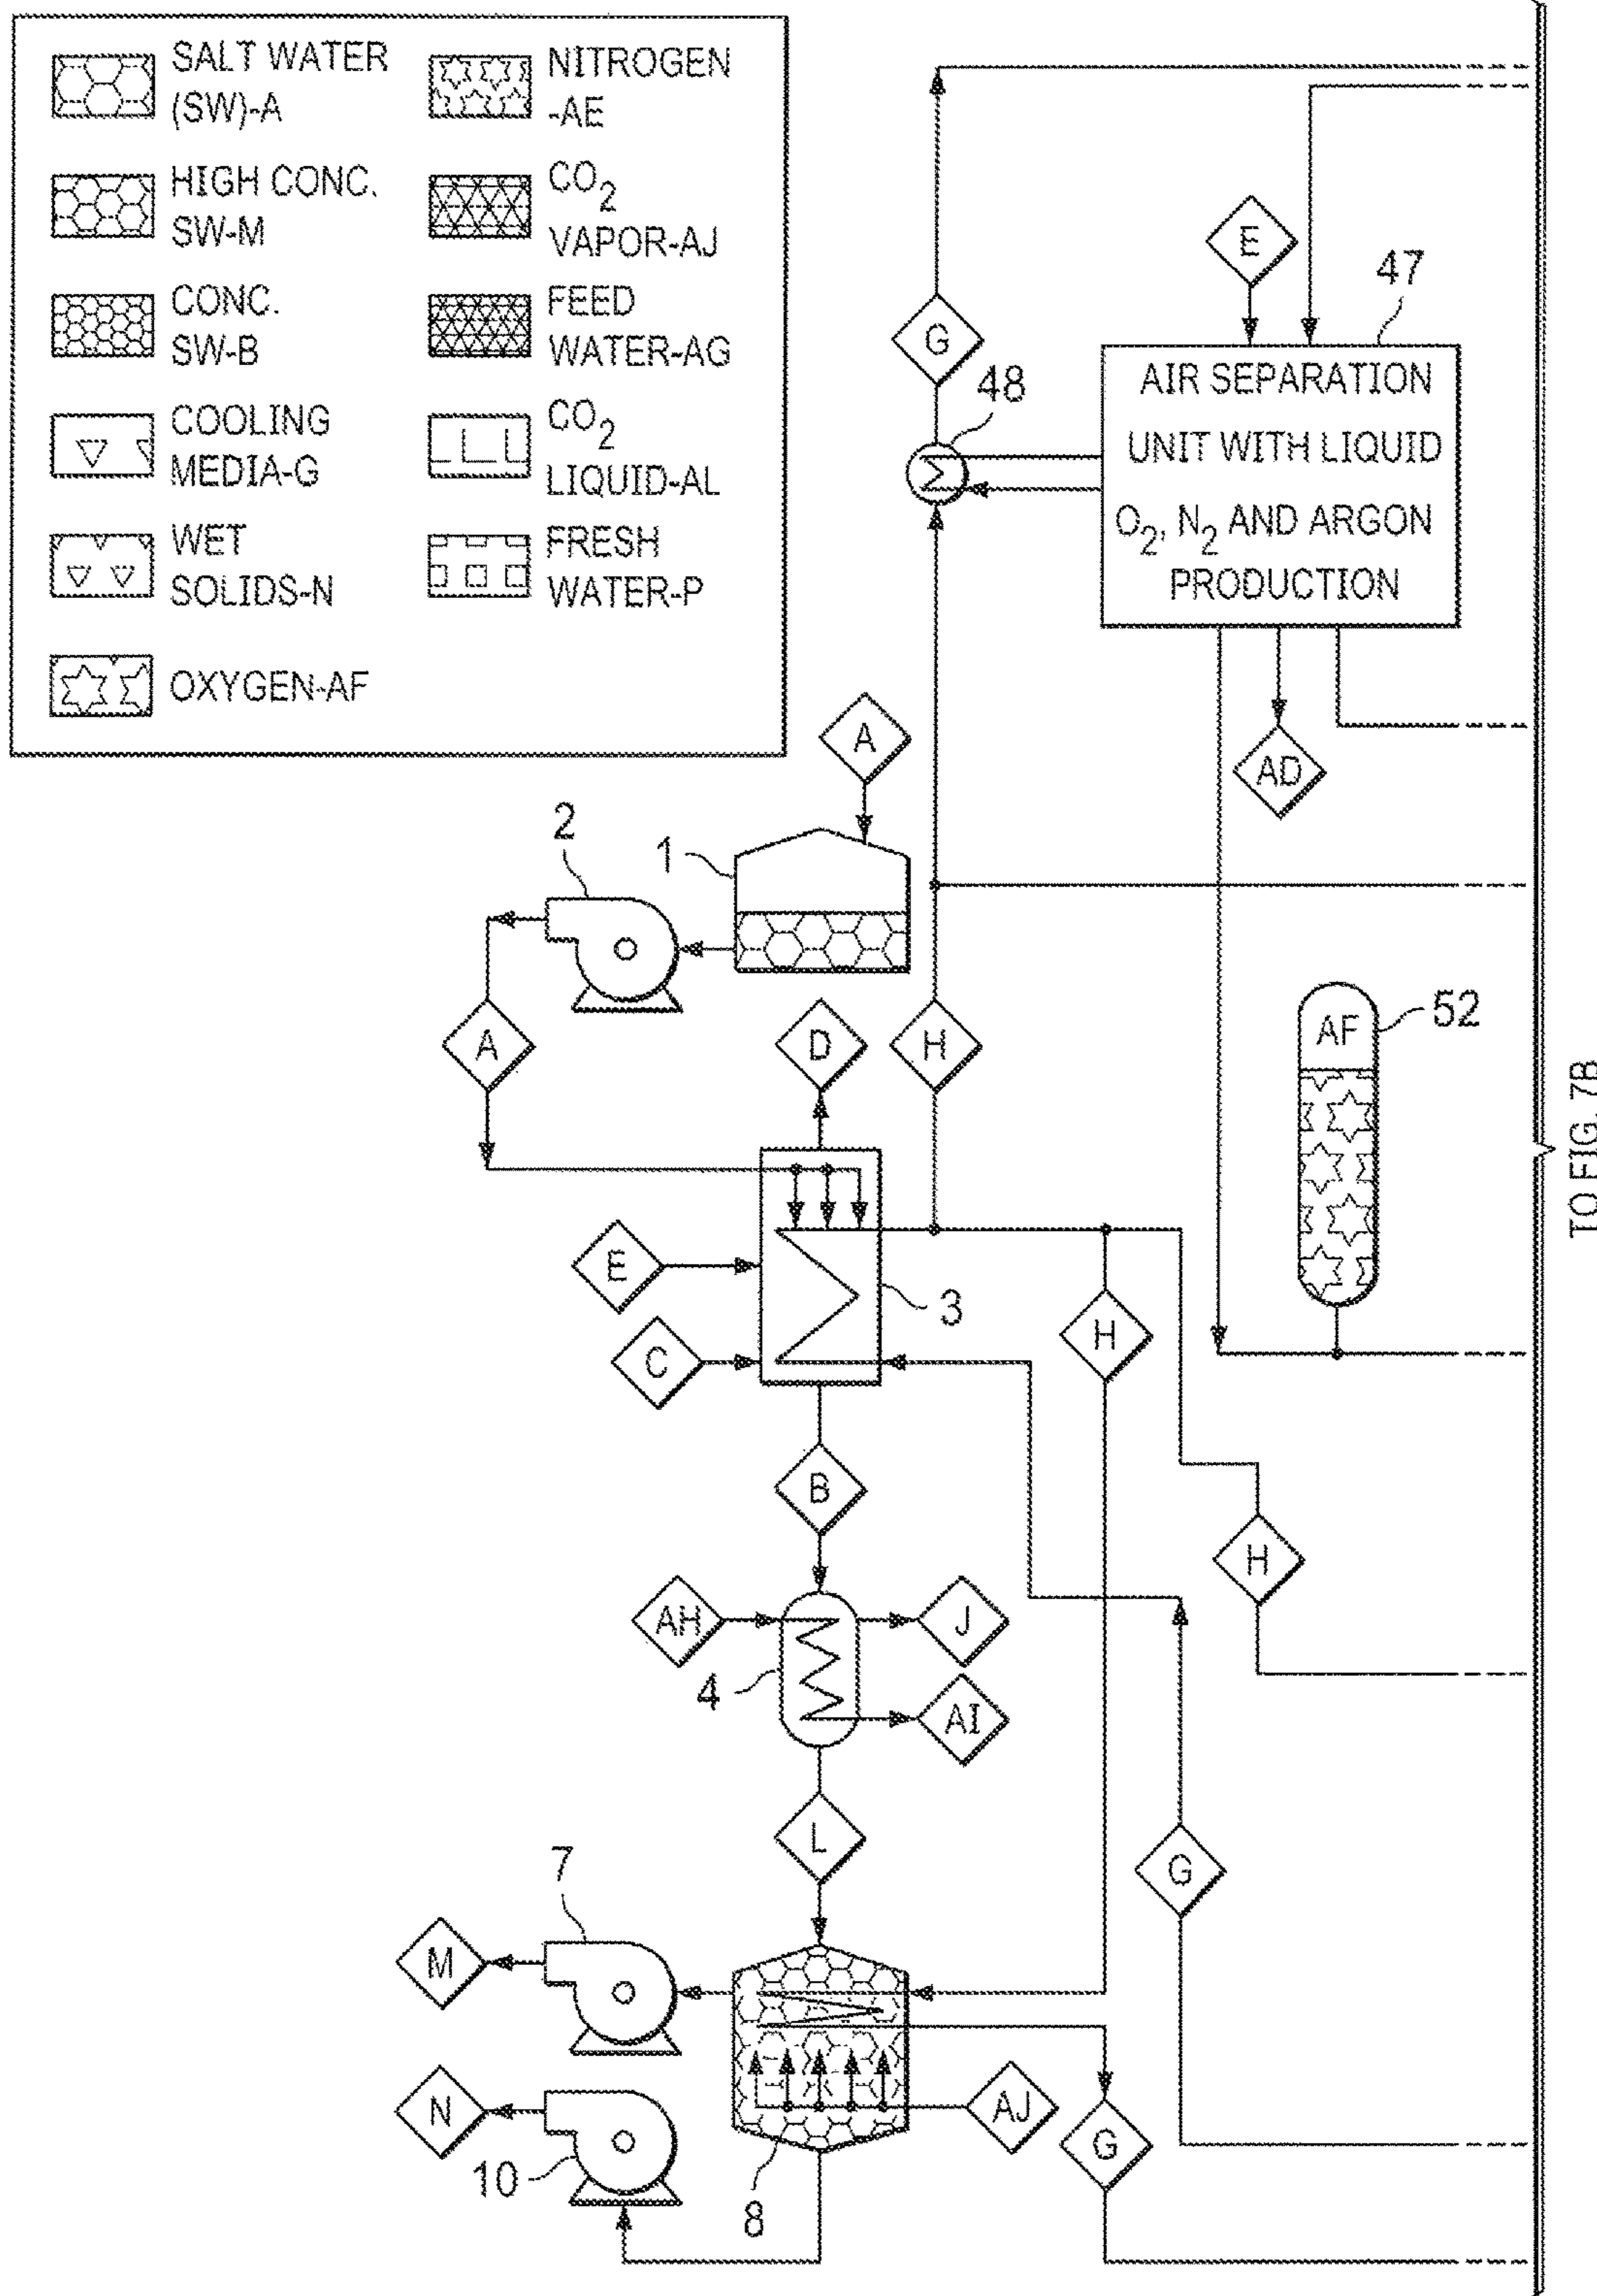 SALT WATER
(SW)-A
HIGH CONC.
SW-M
CONC.
SW-B
COOLING
MEDIA-G
WET
SOLIDS-N
OXYGEN-AF
NITROGEN
-AE
CO2
VAPOR-AJ
FEED
WATER-AG
CO2
LIQUID-AL
FRESH
WATER-P
E
47
G
48
AIR SEPARATION
UNIT WITH LIQUID
O2, N2 AND ARGON
PRODUCTION
A
AD
2
1
A
D
H
AF
52
TO FIG. 7B
E
3
H
C
B
H
AH
J
4
AI
L
G
7
M
N
AJ
G
10
8